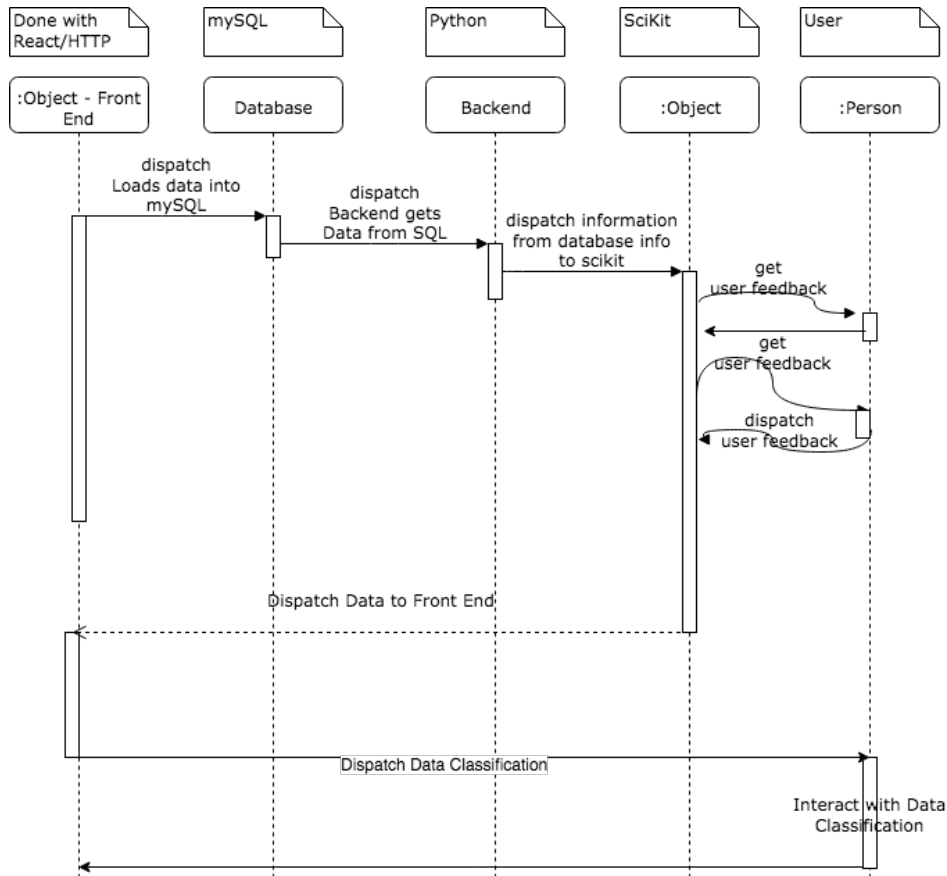 Done with
React/HTTP
mySQL
Python
SciKit
User
:Object - Front
End
Database
Backend
:Object
:Person
dispatch
Loads data into
mySQL
dispatch
Backend gets
Data from SQL
dispatch information
from database info
to scikit
get
user feedback
get
user feedback
dispatch
user feedback
Dispatch Data to Front End
Dispatch Data Classification
Interact with Data
Classification